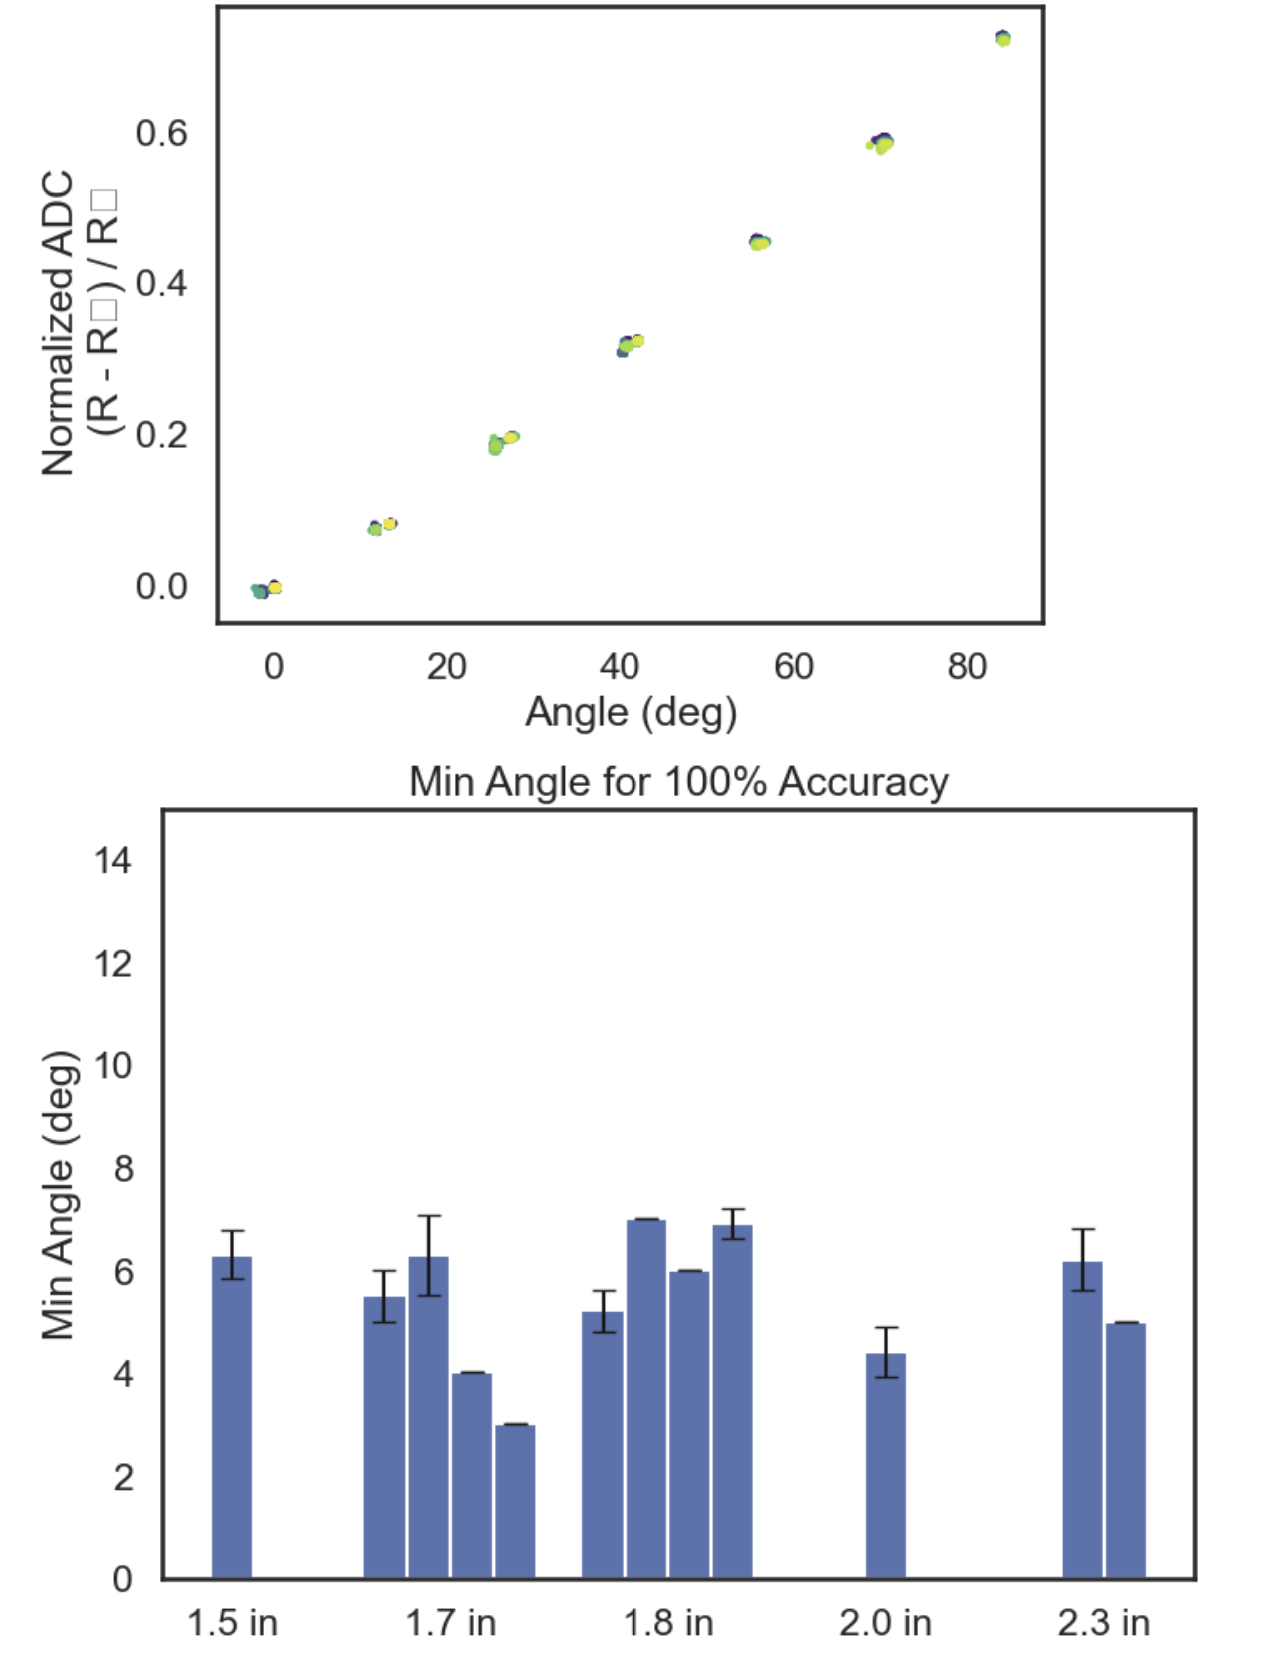 Normalized ADC
(R - R□) / R□
0.6
0.4
0.2
0.0
0 20 40 60 80
Angle (deg)
Min Angle for 100% Accuracy
Min Angle (deg)
14
12
10
8
6
4
2
0
1.5 in 1.7 in 1.8 in 2.0 in 2.3 in